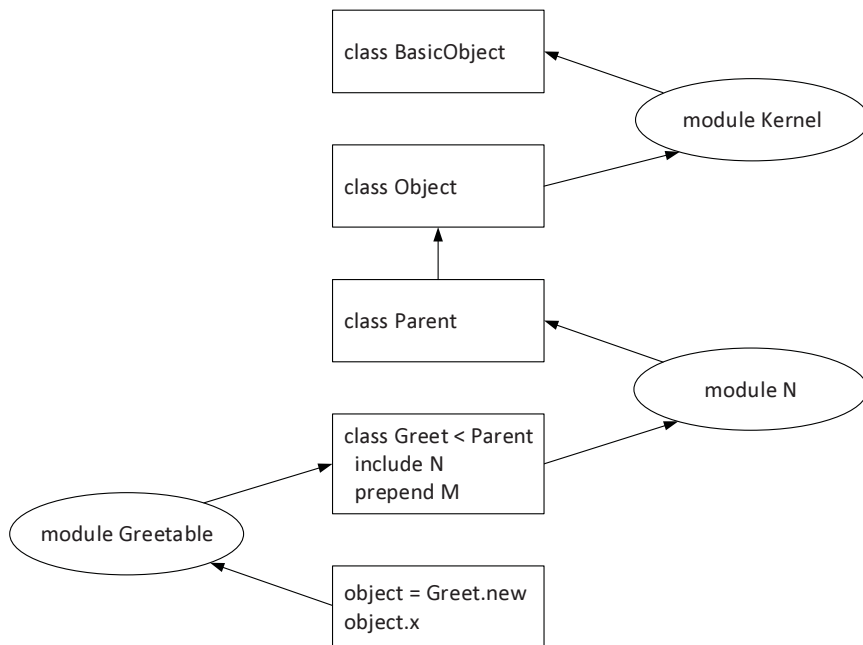 class BasicObject
module Kernel
class Object
class Parent
module N
class Greet < Parent
include N
prepend M
module Greetable
object = Greet.new
object.x